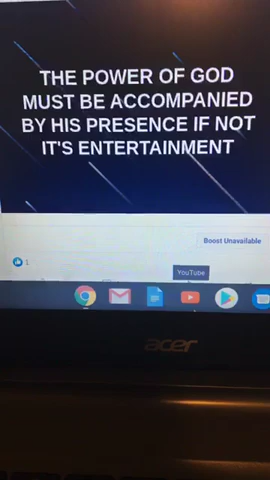 THE POWER OF GOD
MUST BE ACCOMPANIED
BY HIS PRESENCE IF NOT
IT'S ENTERTAINMENT
Boost Unavailable
1
YouTube
acer